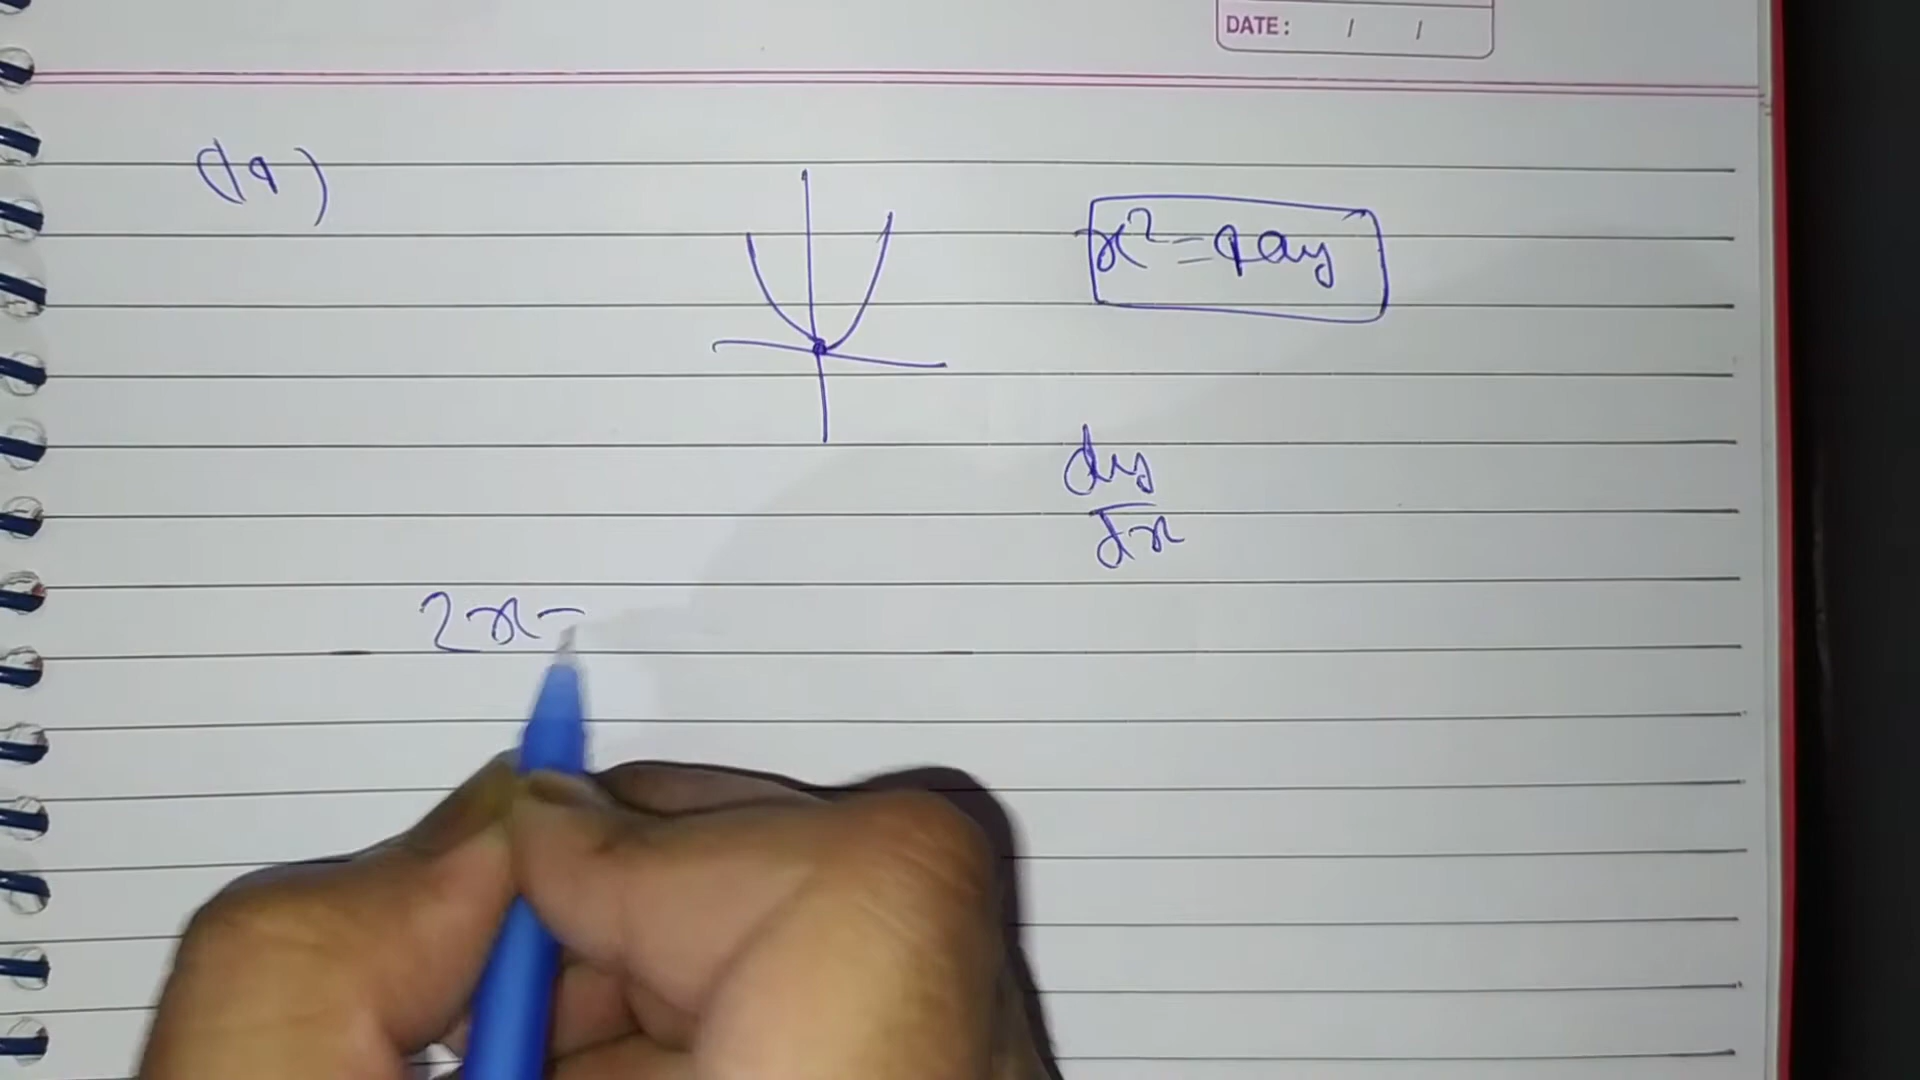 DATE: / /
(19)
x² = 4ay
dy
dx
2x =